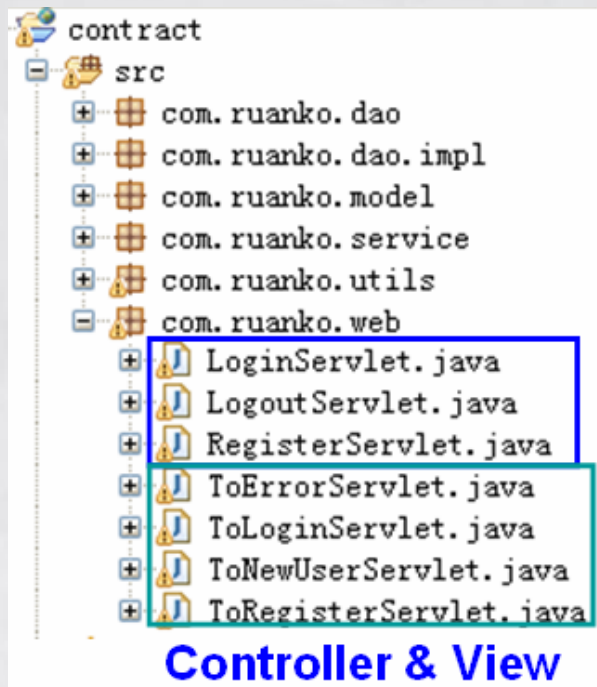 contract
src
com.ruanko.dao
com.ruanko.dao.impl
com.ruanko.model
com.ruanko.service
com.ruanko.utils
com.ruanko.web
LoginServlet.java
LogoutServlet.java
RegisterServlet.java
ToErrorServlet.java
ToLoginServlet.java
ToNewUserServlet.java
ToRegisterServlet.java
Controller & View